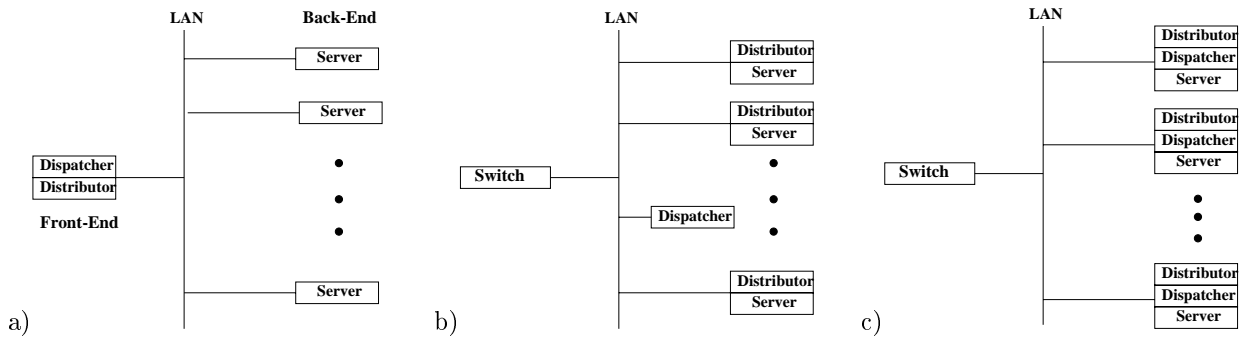 LAN
Back-End
Server
Server
Dispatcher
Distributor
Front-End
Server
a)
LAN
Distributor
Server
Distributor
Server
Switch
Dispatcher
Distributor
Server
b)
LAN
Distributor
Dispatcher
Server
Distributor
Dispatcher
Server
Switch
Distributor
Dispatcher
Server
c)